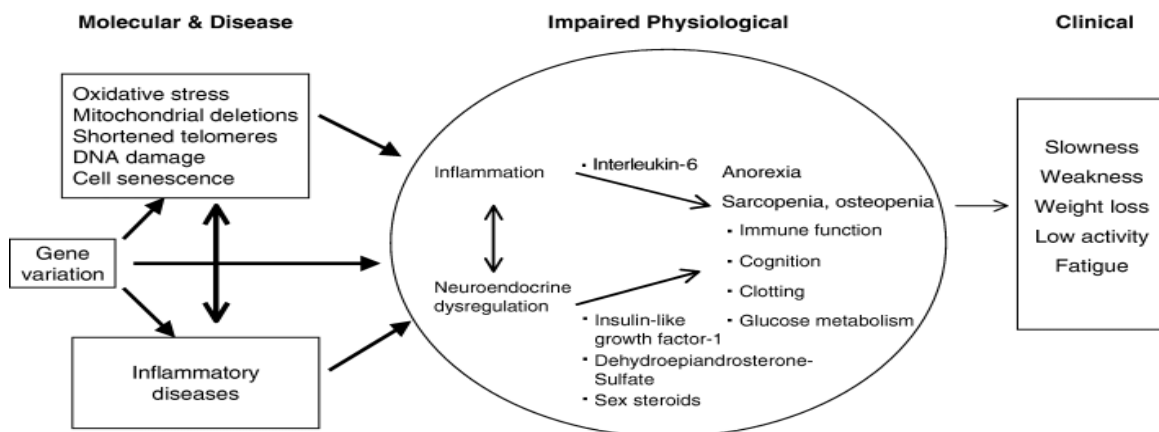 Molecular & Disease
Impaired Physiological
Clinical
Oxidative stress
Mitochondrial deletions
Shortened telomeres
DNA damage
Cell senescence
Gene
variation
Inflammatory
diseases
Inflammation
▪ Interleukin-6
Neuroendocrine
dysregulation
▪ Insulin-like
growth factor-1
▪ Dehydroepiandrosterone-
Sulfate
▪ Sex steroids
Anorexia
Sarcopenia, osteopenia
▪ Immune function
▪ Cognition
▪ Clotting
▪ Glucose metabolism
Slowness
Weakness
Weight loss
Low activity
Fatigue